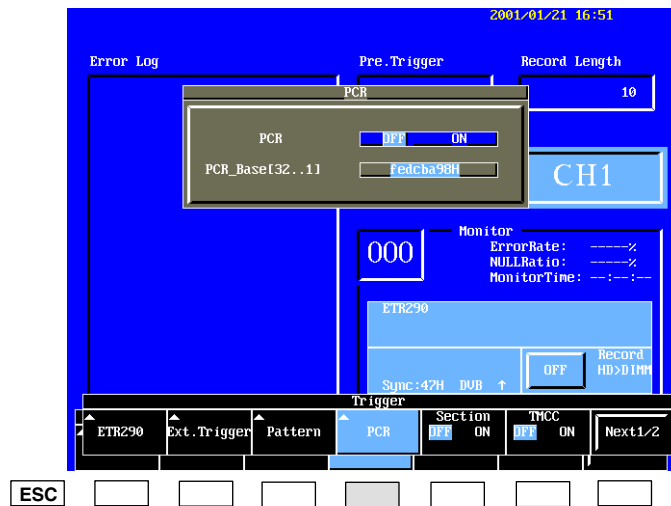 2001/01/21 16:51
Error Log
Pre.Trigger
Record Length
10
PCR
PCR OFF ON
PCR_Base[32..1] fedcba98H
CH1
Monitor
000
ErrorRate: -----%
NULLRatio: -----%
MonitorTime: --:--:--
ETR290
Sync:47H DVB ↑
OFF
Record
HD>DIMM
Trigger
ETR290
Ext.Trigger
Pattern
PCR
Section
OFF ON
TMCC
OFF ON
Next1/2
ESC